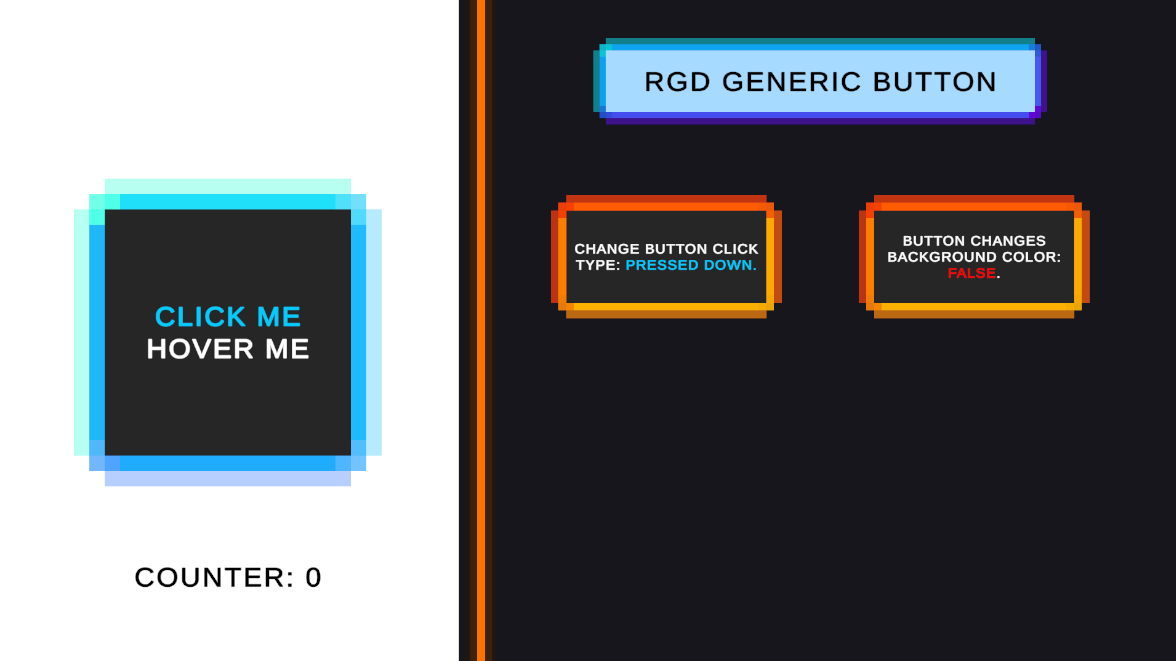 RGD GENERIC BUTTON
CLICK ME
HOVER ME
COUNTER: 0
CHANGE BUTTON CLICK
TYPE: PRESSED DOWN.
BUTTON CHANGES
BACKGROUND COLOR:
FALSE.